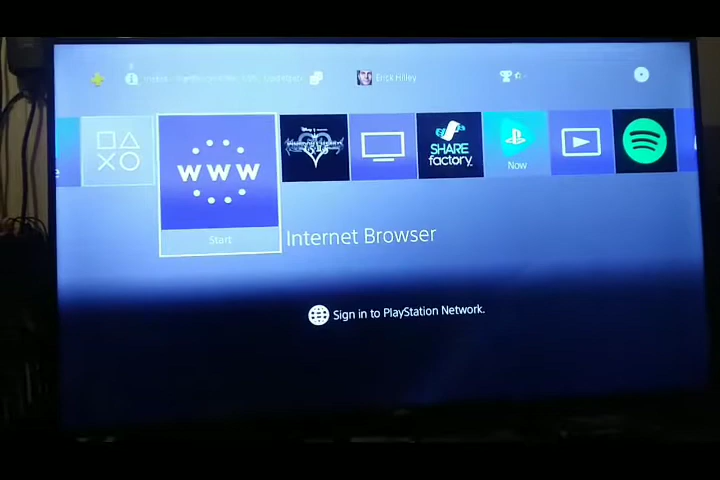 Erick Hilley
WWW
Start
Internet Browser
SHARE
factory.
Now
Sign in to PlayStation Network.